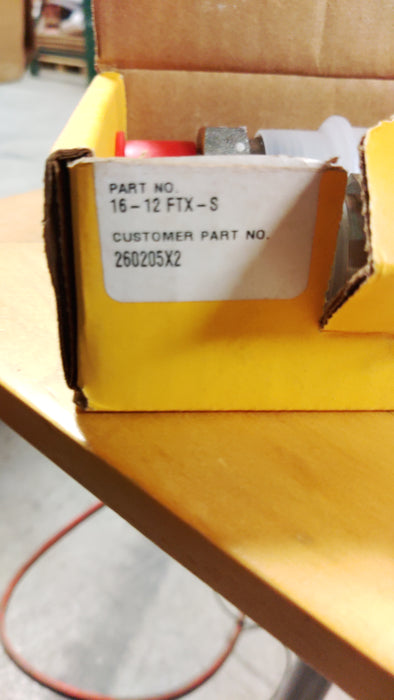 PART NO.
16-12 FTX-S
CUSTOMER PART NO.
260205X2